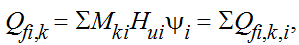 Q_{fi,k} = ΣM_{ki}H_{ui}ψ_i = ΣQ_{fi,k,i},